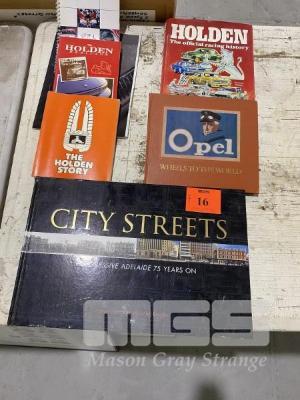 HOLDEN
HOLDEN
The official racing history
THE
HOLDEN
STORY
Opel
WHEELS TO THE WORLD
16
CITY STREETS
ADELAIDE 75 YEARS ON
MGS
Mason Gray Strange